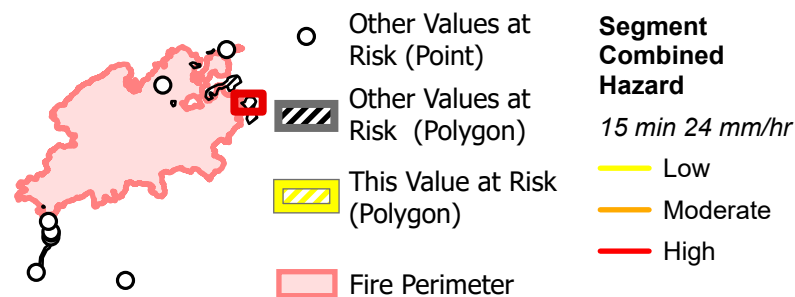 Other Values at
Risk (Point)
Other Values at
Risk  (Polygon)
This Value at Risk
(Polygon)
Fire Perimeter
Segment
Combined
Hazard
15 min 24 mm/hr
Low
Moderate
High